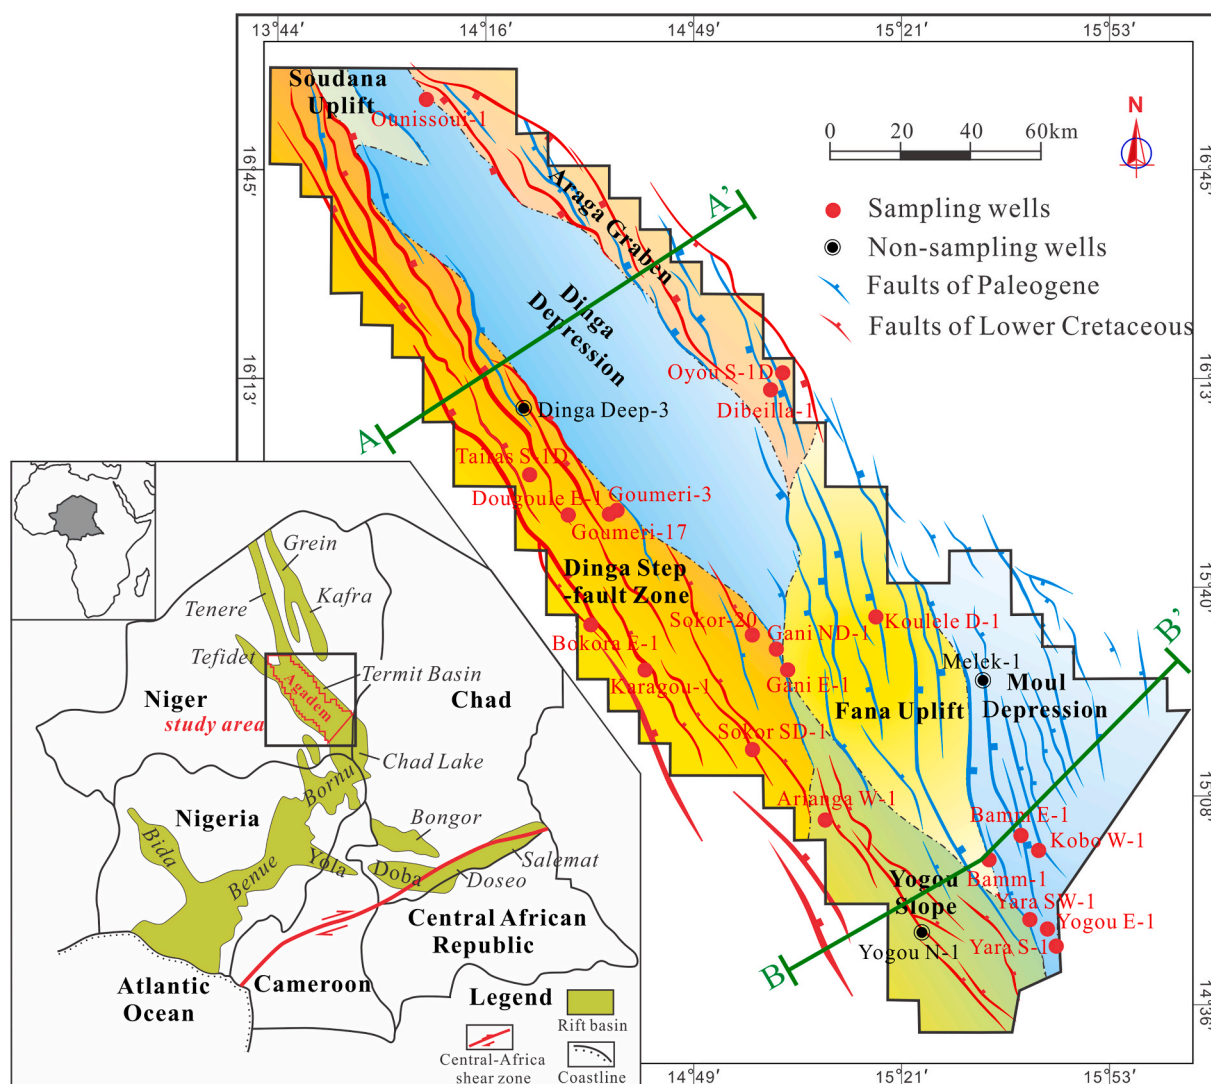 13°44′ 14°16′ 14°49′ 15°21′ 15°53′
Soudana
Uplift
Ounissoui-1
0 20 40 60km
N
16°45′
16°45′
Araga Graben
A’
Sampling wells
Non-sampling wells
Faults of Paleogene
Faults of Lower Cretaceous
Dinga
Depression
Oyou S-1D
Dibeilla-1
16°13′
16°13′
Dinga Deep-3
A
Tairas S-1D
Dougoule E-1
Goumeri-3
Goumeri-17
Dinga Step
-fault Zone
Sokor-20
Gani ND-1
Koulele D-1
15°40′
Bokora E-1
Karagou-1
Gani E-1
Melek-1
Moul
Depression
B’
Fana Uplift
Sokor SD-1
Arianga W-1
15°08′
Bamm E-1
Kobo W-1
Bamm-1
Yogou
Slope
Yara SW-1
Yogou E-1
Yara S-1
Yogou N-1
B
14°36′
14°49′ 15°21′ 15°53′
Grein
Kafra
Tenere
Tefidet
Termit Basin
Agadem
Niger
study area
Chad
Chad Lake
Bornu
Nigeria
Bongor
Bida
Benue
Yola
Doba
Doseo
Salemat
Central African
Republic
Cameroon
Atlantic
Ocean
Legend
Rift basin
Central-Africa
shear zone
Coastline